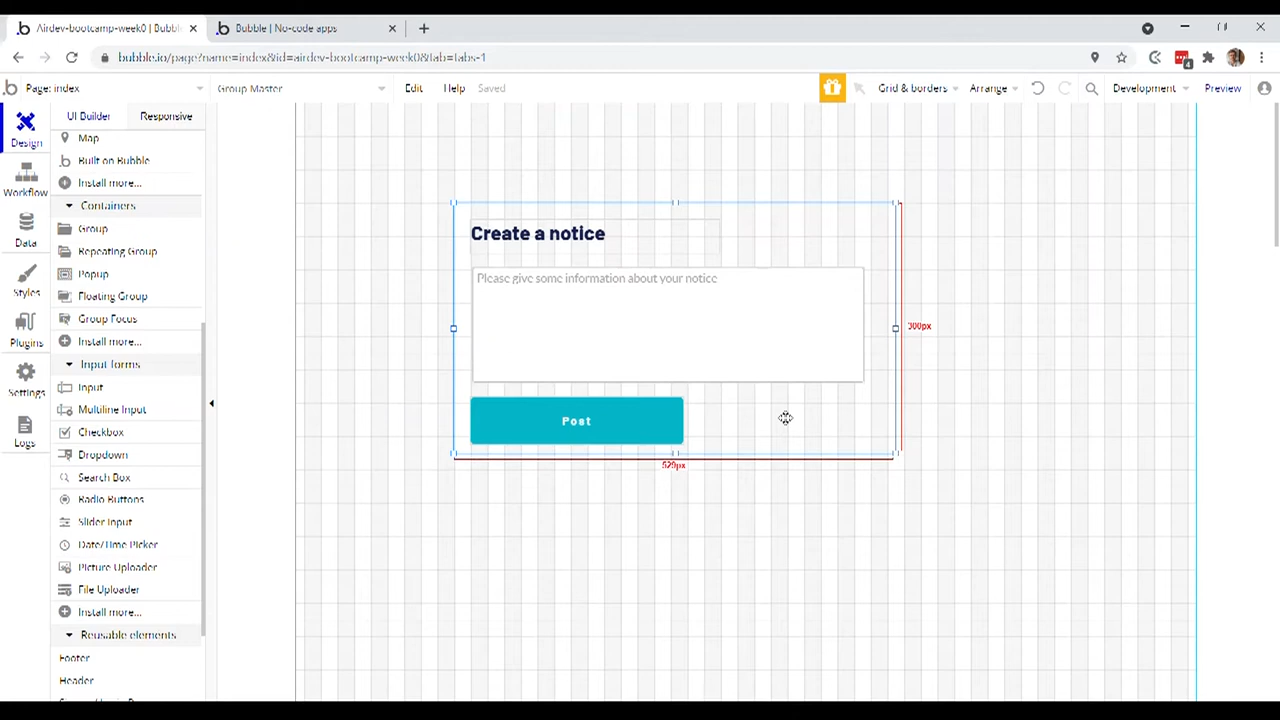 Airdev-bootcamp-week0 | Bubbl
Bubble | No-code apps
bubble.io/page?name=index&id=airdev-bootcamp-week0&tab=tabs-1
4
Page: index
Group Master
Edit
Help
Saved
Grid & borders
Arrange
Development
Preview
Design
Workflow
Data
Styles
Plugins
Settings
Logs
UI Builder
Responsive
Map
Built on Bubble
Install more...
Containers
Group
Repeating Group
Popup
Floating Group
Group Focus
Install more...
Input forms
Input
Multiline Input
Checkbox
Dropdown
Search Box
Radio Buttons
Slider Input
Date/Time Picker
Picture Uploader
File Uploader
Install more...
Reusable elements
Footer
Header
Create a notice
Please give some information about your notice
Post
300px
529px